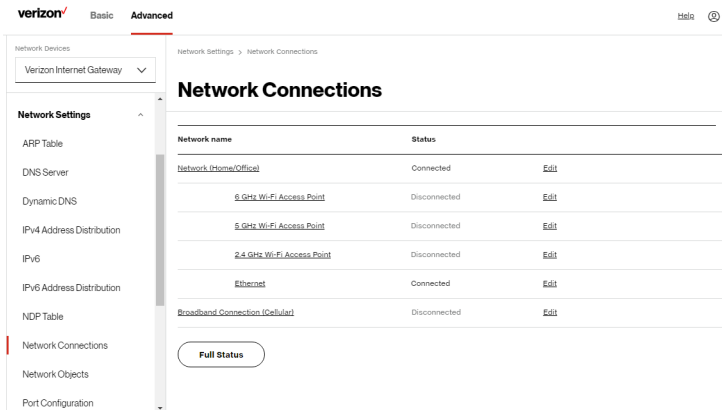 verizon
Basic
Advanced
Help
Network Devices
Verizon Internet Gateway
Network Settings
ARP Table
DNS Server
Dynamic DNS
IPv4 Address Distribution
IPv6
IPv6 Address Distribution
NDP Table
Network Connections
Network Objects
Port Configuration
Network Settings > Network Connections
Network Connections
Network name Status
Network (Home/Office) Connected Edit
6 GHz Wi-Fi Access Point Disconnected Edit
5 GHz Wi-Fi Access Point Disconnected Edit
2.4 GHz Wi-Fi Access Point Disconnected Edit
Ethernet Connected Edit
Broadband Connection (Cellular) Disconnected Edit
Full Status